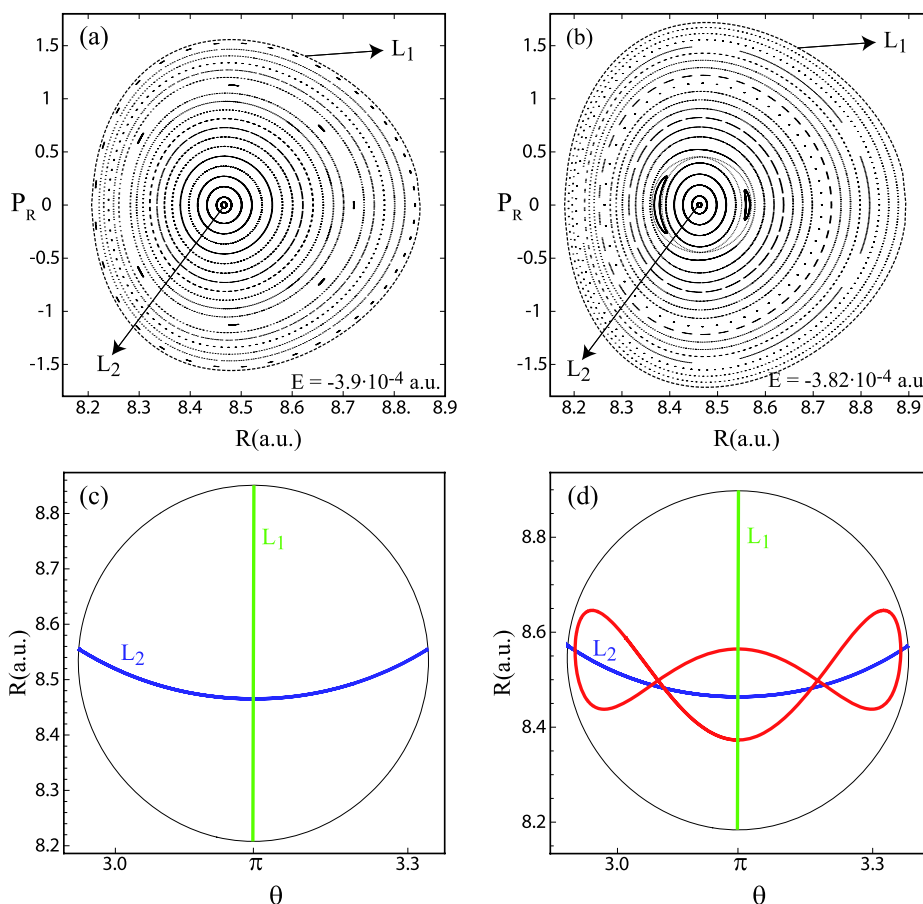 (a)
L1
1.5
1
0.5
PR 0
-0.5
-1
-1.5
L2
E = -3.9·10-4 a.u.
8.2 8.3 8.4 8.5 8.6 8.7 8.8 8.9
R(a.u.)
(b)
L1
1.5
1
0.5
PR 0
-0.5
-1
-1.5
L2
E = -3.82·10-4 a.u
8.2 8.3 8.4 8.5 8.6 8.7 8.8 8.9
R(a.u.)
(c)
L1
L2
8.8
8.7
8.6
8.5
8.4
8.3
8.2
R(a.u.)
3.0 π 3.3
θ
(d)
L1
L2
8.8
8.6
8.4
8.2
R(a.u.)
3.0 π 3.3
θ